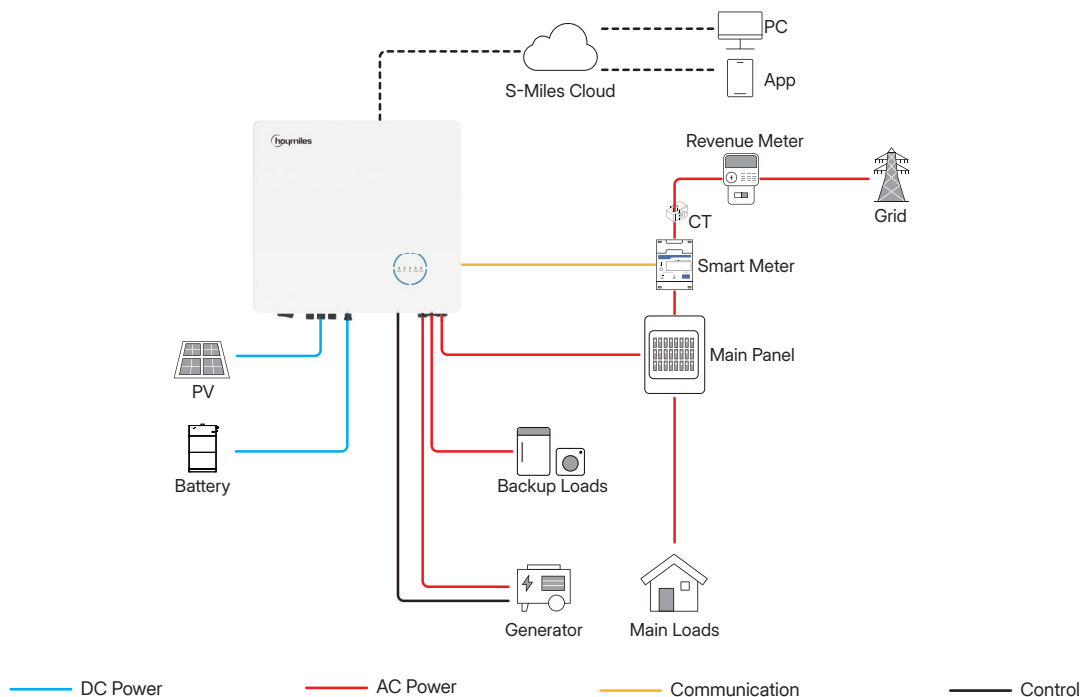 PC
S-Miles Cloud
App
hoymiles
Revenue Meter
Grid
CT
Smart Meter
Main Panel
PV
Battery
Backup Loads
Generator
Main Loads
DC Power
AC Power
Communication
Control